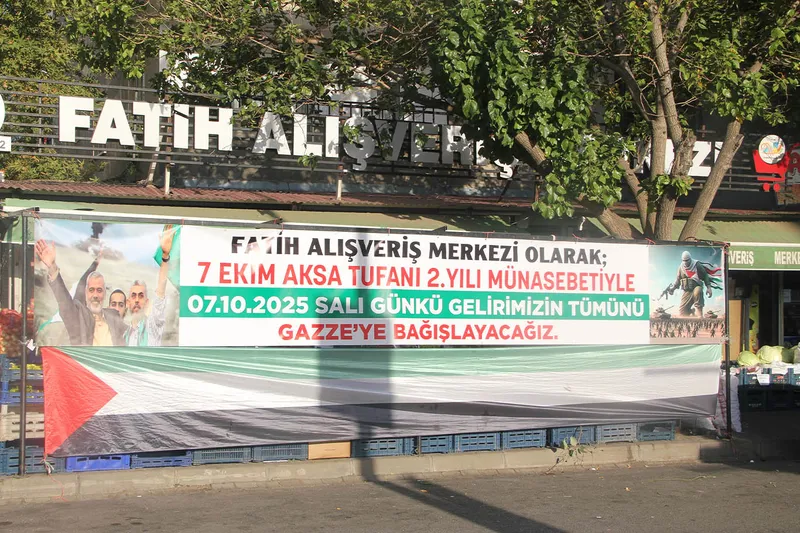 FATİH ALIŞVERİŞ
FATİH ALIŞVERİŞ MERKEZİ OLARAK;
7 EKİM AKSA TUFANI 2.YILI MÜNASEBETİYLE
07.10.2025 SALI GÜNKÜ GELİRİMİZİN TÜMÜNÜ
GAZZE'YE BAĞIŞLAYACAĞIZ.